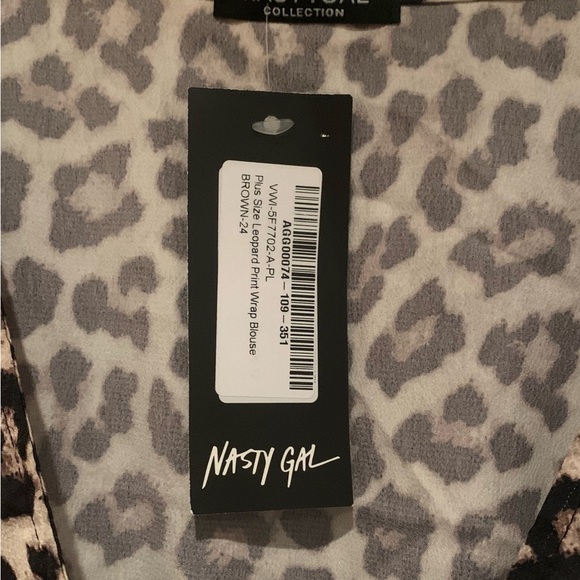 COLLECTION
AGG00074-109-351
VWI-5F7702-A-PL
Plus Size Leopard Print Wrap Blouse
BROWN-24
NASTY GAL